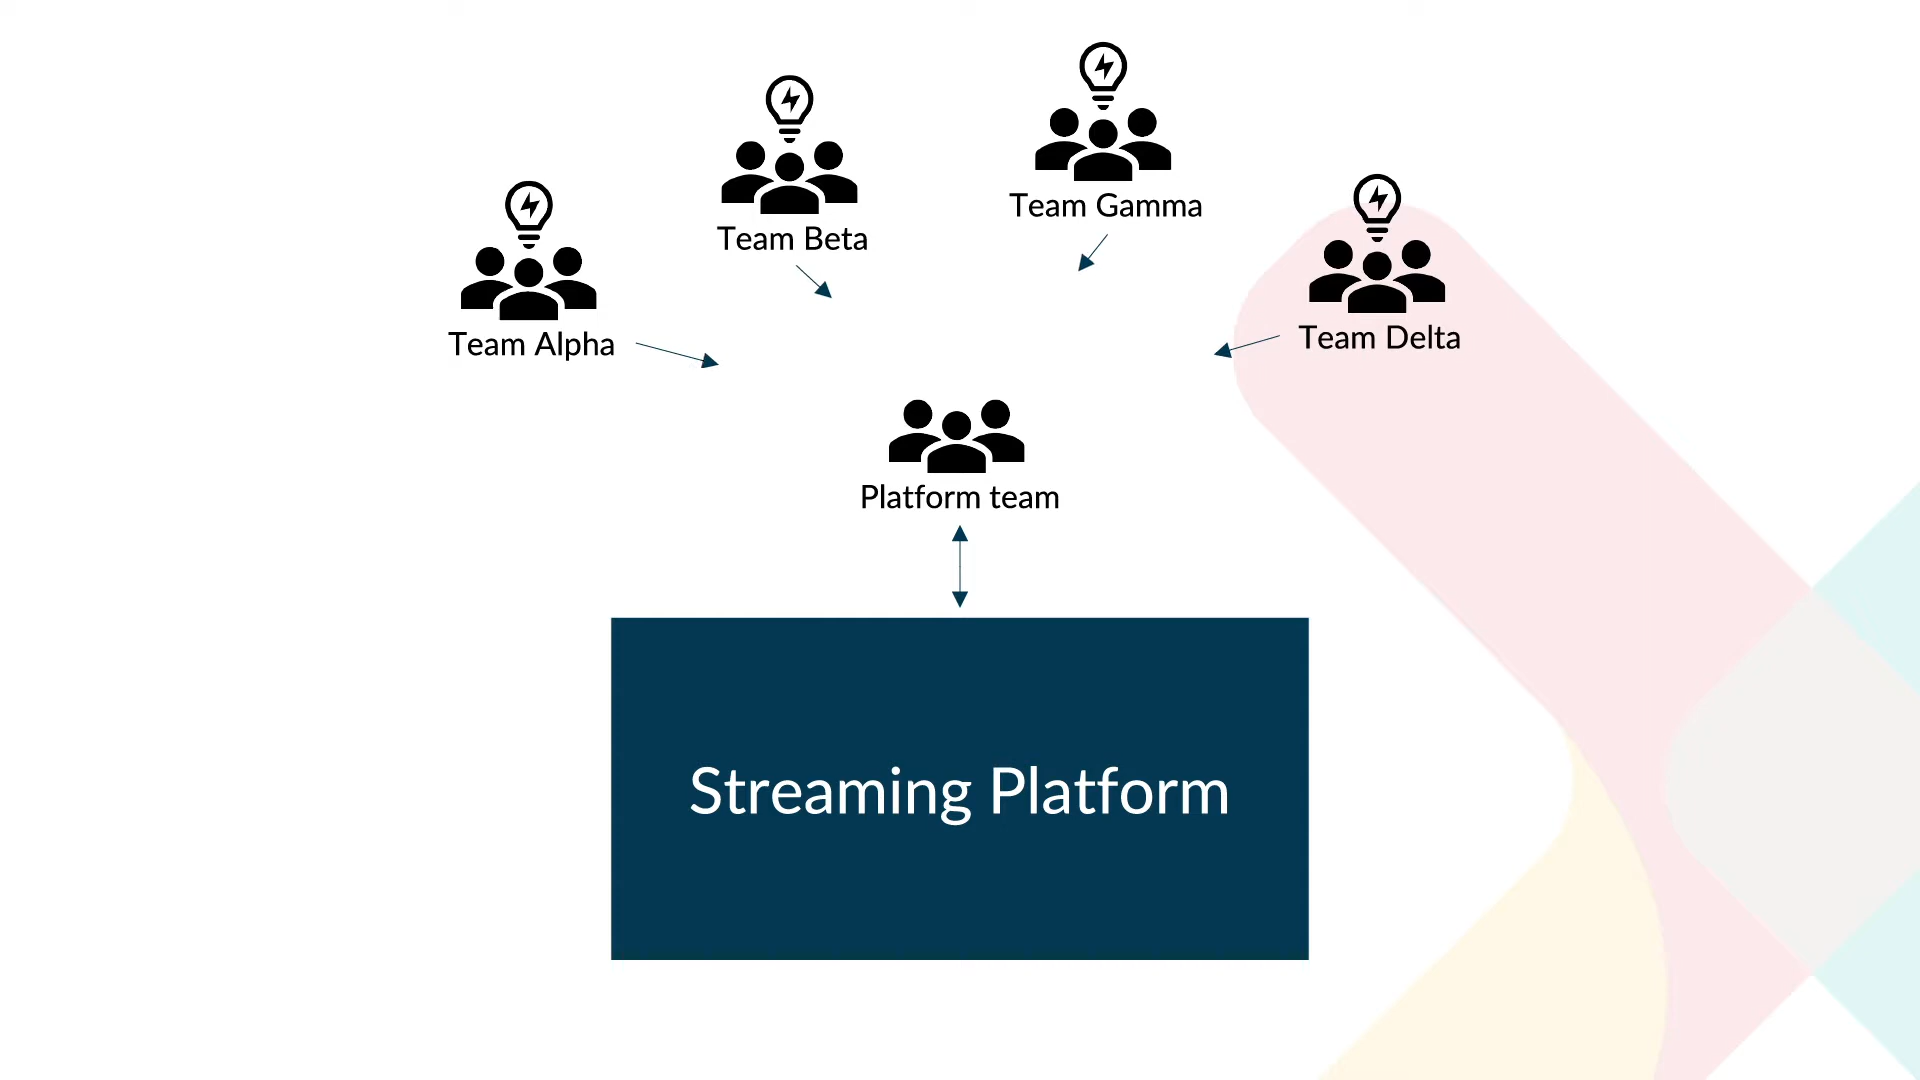 Team Gamma
Team Beta
Team Delta
Team Alpha
Platform team
Streaming Platform